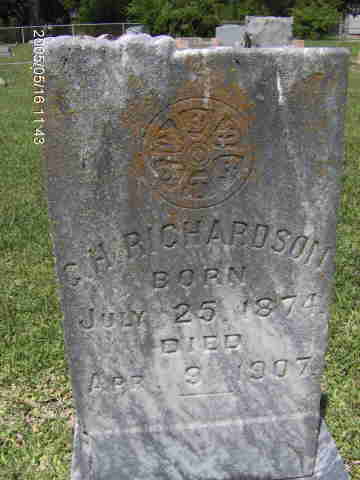 2005/05/16 11:43
C.H. RICHARDSON
BORN
JULY 25, 1874.
DIED
APR. 9, 1907.